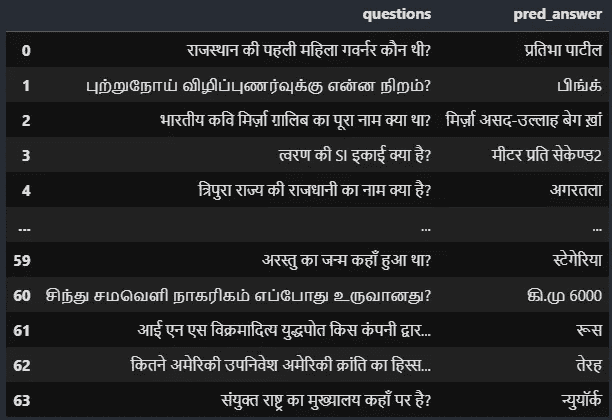 questions pred_answer
0 राजस्थान की पहली महिला गवर्नर कौन थी? प्रतिभा पाटील
1 புற்றுநோய் விழிப்புணர்வுக்கு என்ன நிறம்? பிங்க்
2 भारतीय कवि मिर्ज़ा ग़ालिब का पूरा नाम क्या था? मिर्ज़ा असद-उल्लाह बेग ख़ां
3 त्वरण की SI इकाई क्या है? मीटर प्रति सेकेण्ड2
4 त्रिपुरा राज्य की राजधानी का नाम क्या है? अगरतला
... ... ...
59 अरस्तु का जन्म कहाँ हुआ था? स्टेगेरिया
60 சிந்து சமவெளி நாகரிகம் எப்போது உருவானது? கி.மு 6000
61 आई एन एस विक्रमादित्य युद्धपोत किस कंपनी द्वार... रूस
62 कितने अमेरिकी उपनिवेश अमेरिकी क्रांति का हिस्स... तेरह
63 संयुक्त राष्ट्र का मुख्यालय कहाँ पर है? न्युयॉर्क